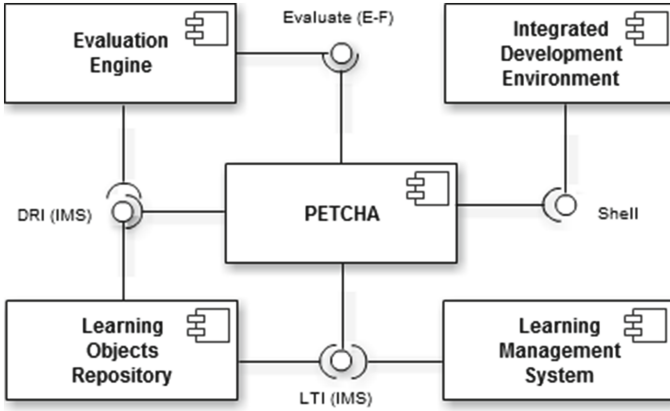 Evaluation
Engine
Evaluate (E-F)
Integrated
Development
Environment
DRI (IMS)
PETCHA
Shell
Learning
Objects
Repository
LTI (IMS)
Learning
Management
System